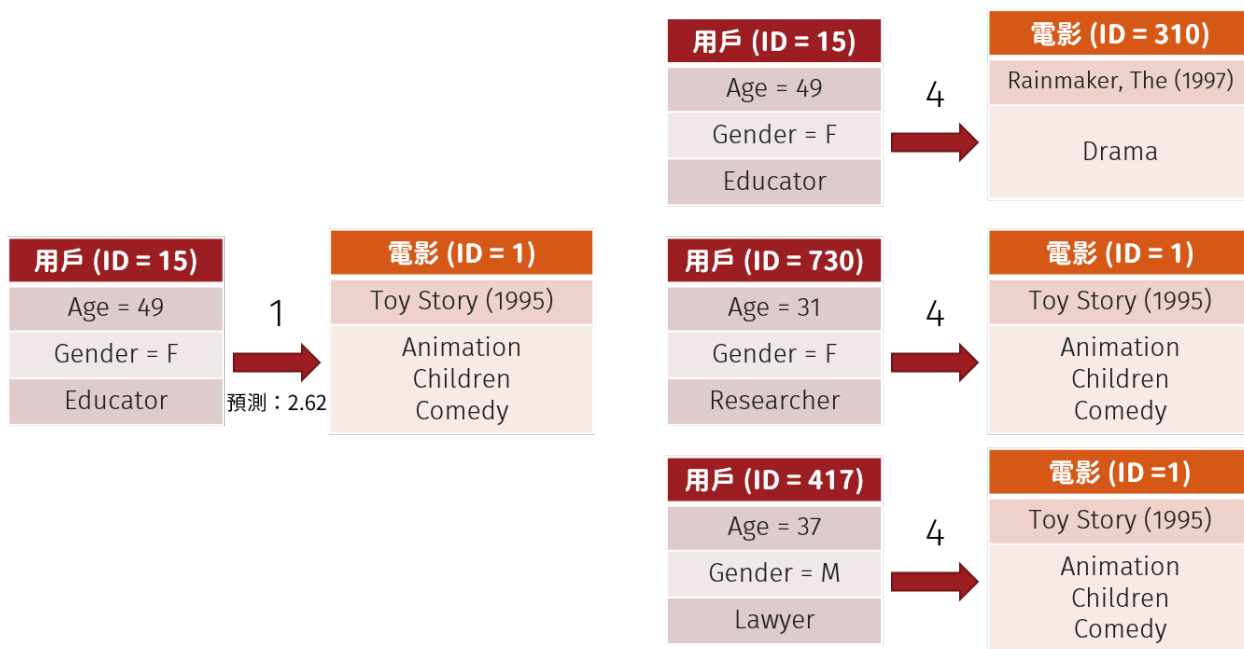 用戶 (ID = 15)
Age = 49
Gender = F
Educator
1
預測：2.62
電影 (ID = 1)
Toy Story (1995)
Animation
Children
Comedy
用戶 (ID = 15)
Age = 49
Gender = F
Educator
4
電影 (ID = 310)
Rainmaker, The (1997)
Drama
用戶 (ID = 730)
Age = 31
Gender = F
Researcher
4
電影 (ID = 1)
Toy Story (1995)
Animation
Children
Comedy
用戶 (ID = 417)
Age = 37
Gender = M
Lawyer
4
電影 (ID =1)
Toy Story (1995)
Animation
Children
Comedy